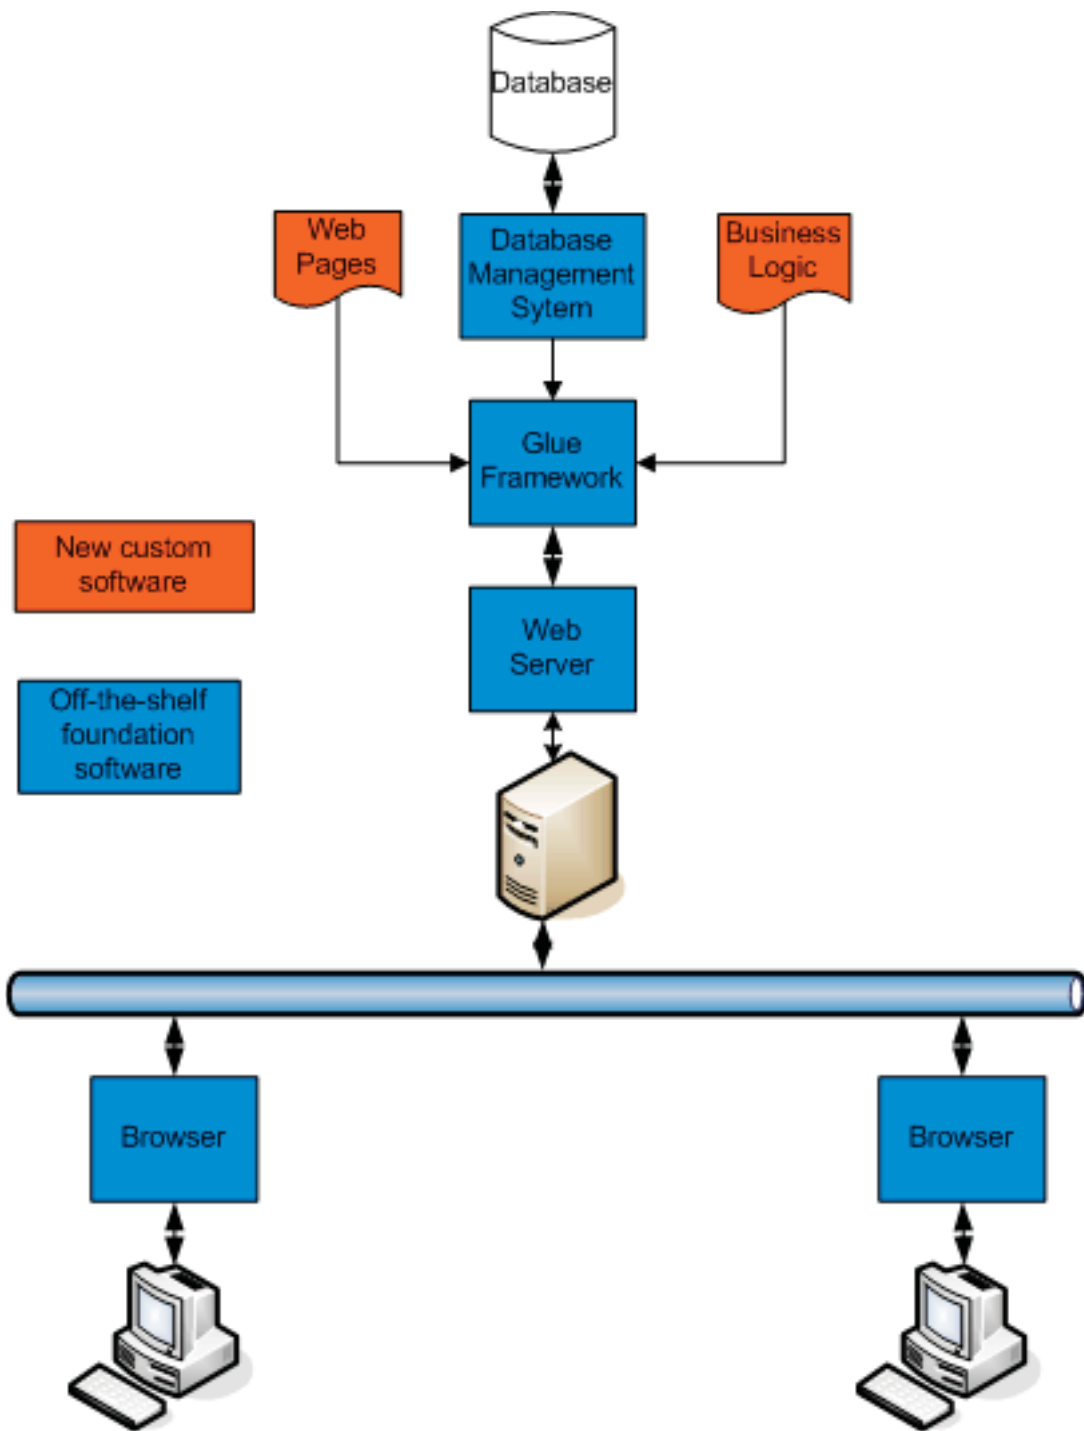 Database
Web
Pages
Database
Management
Sytem
Business
Logic
Glue
Framework
New custom
software
Web
Server
Off-the-shelf
foundation
software
Browser
Browser